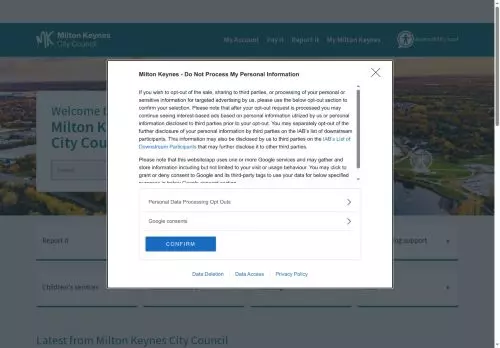 Milton Keynes
City Council
My Account Pay it Report it My Milton Keynes
Milton Keynes - Do Not Process My Personal Information
If you wish to opt-out of the sale, sharing to third parties, or processing of your personal or
sensitive information for targeted advertising by us, please use the below opt-out section to
confirm your selection. Please note that after your opt-out request is processed you may
continue seeing interest-based ads based on personal information utilized by us or personal
information disclosed to third parties prior to your opt-out. You may separately opt-out of the
further disclosure of your personal information by third parties on the IAB's list of downstream
participants. This information may also be disclosed by us to third parties on the IAB's List of
Downstream Participants that may further disclose it to other third parties.
Please note that this website/app uses one or more Google services and may gather and
store information including but not limited to your visit or usage behaviour. You may click to
grant or deny consent to Google and its third-party tags to use your data for below specified
Welcome
Milton K
City Cou
Personal Data Processing Opt Outs
Google consents
CONFIRM
Data Deletion Data Access Privacy Policy
Report it
ng support
Children's services
Latest from Milton Keynes City Council